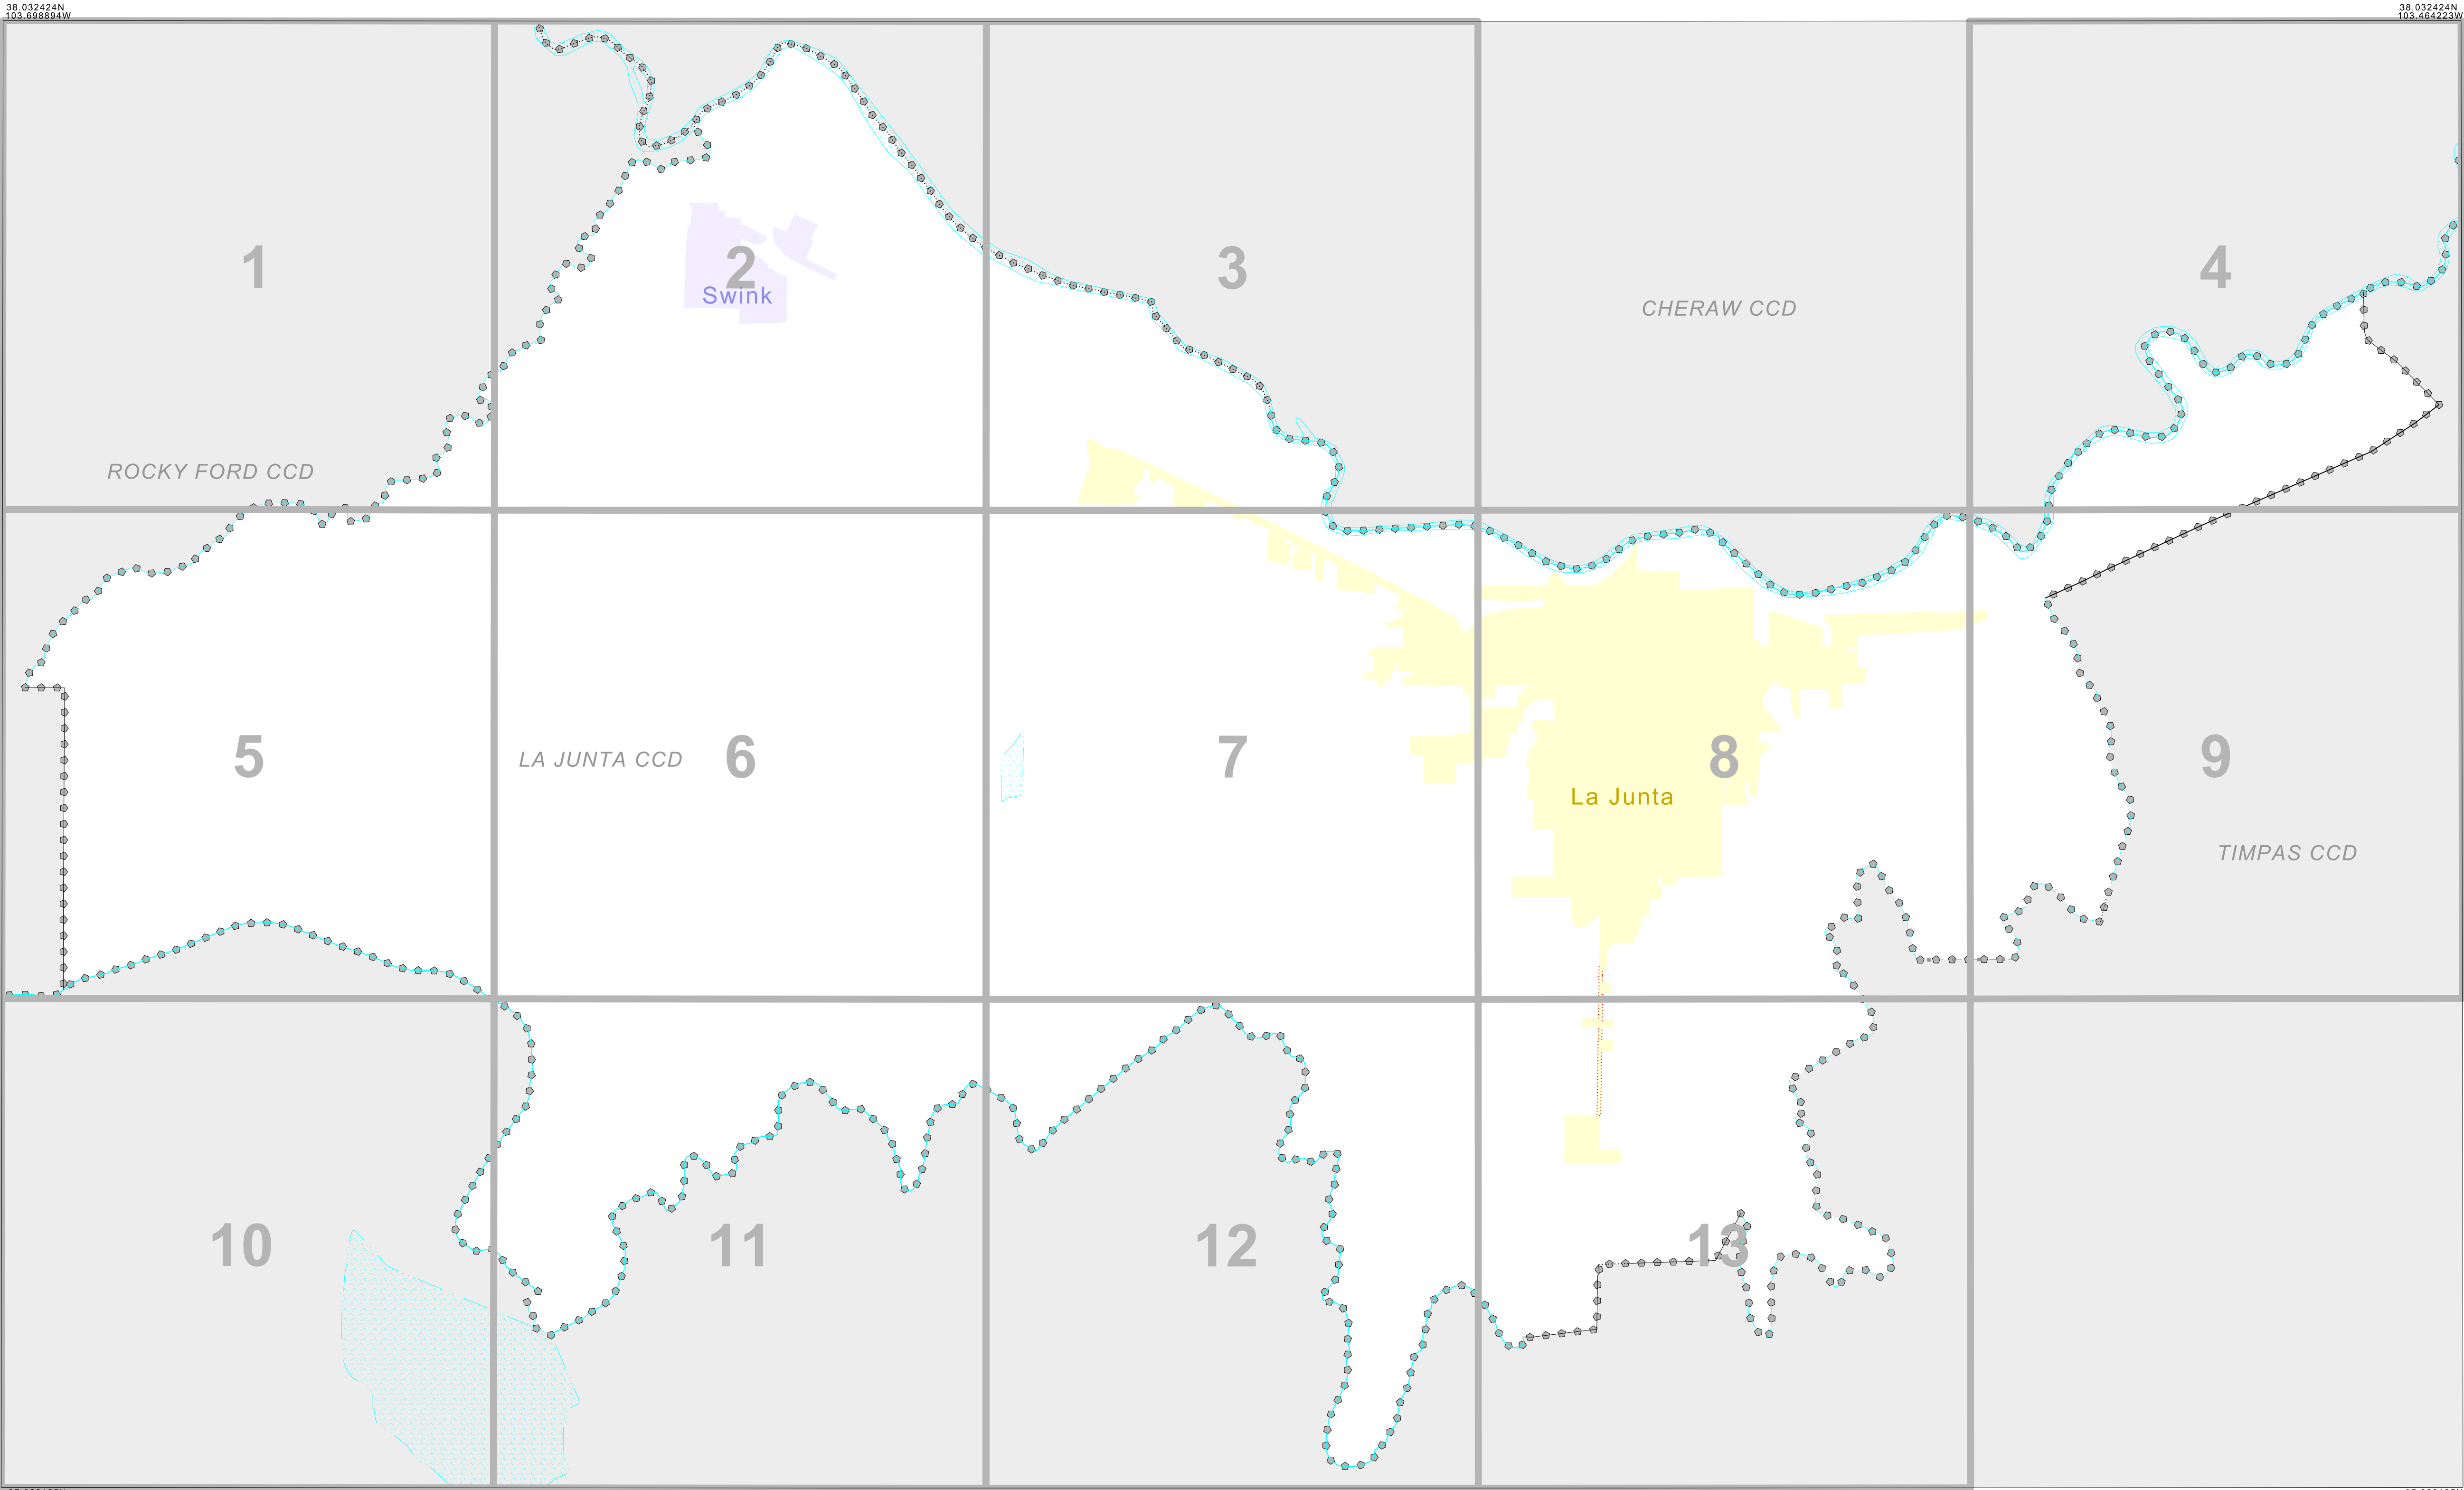 38.032424N
103.698894W
38.032424N
103.464223W
1
2
3
4
Swink
CHERAW CCD
ROCKY FORD CCD
5
LA JUNTA CCD
6
7
8
9
La Junta
TIMPAS CCD
10
11
12
13